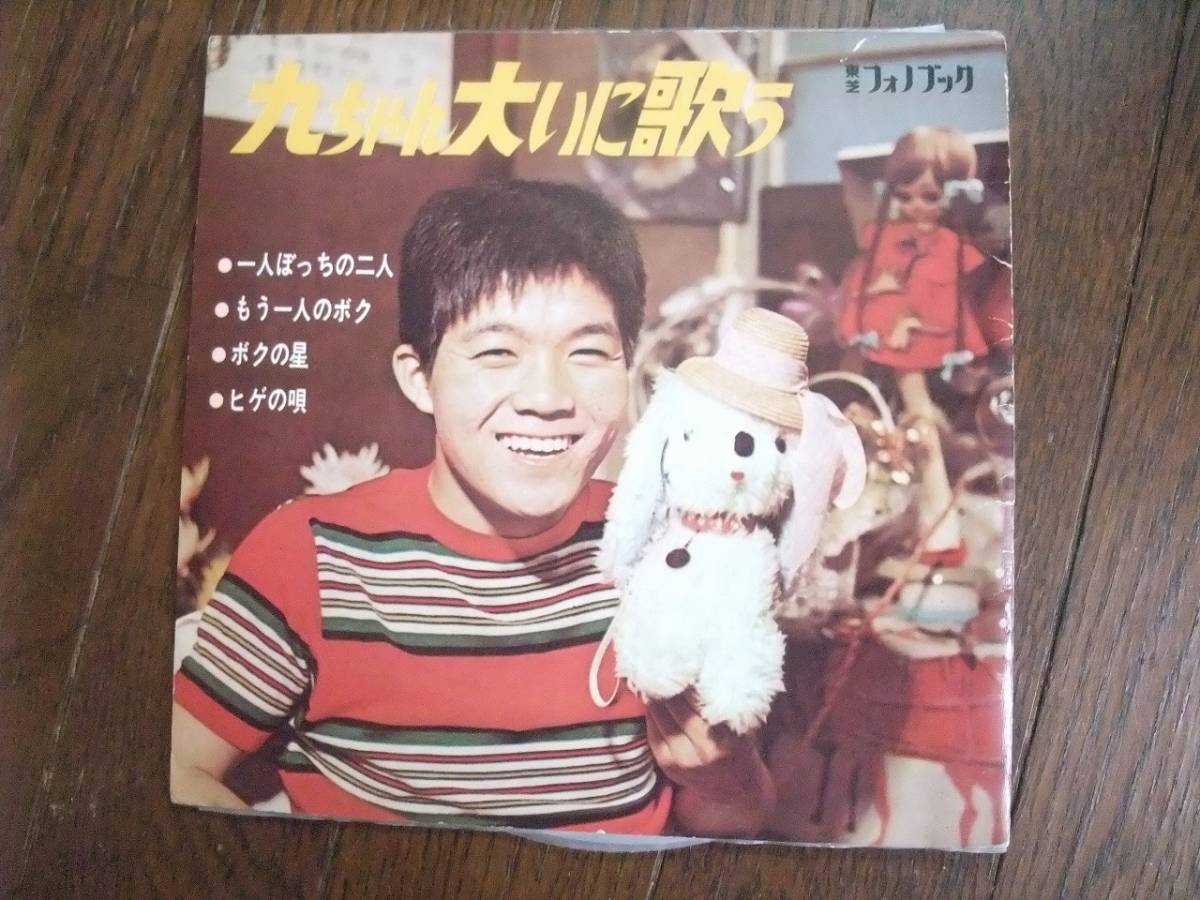 九ちゃん大いに歌う
東芝フォノブック
●一人ぼっちの二人
●もう一人のボク
●ボクの星
●ヒゲの唄